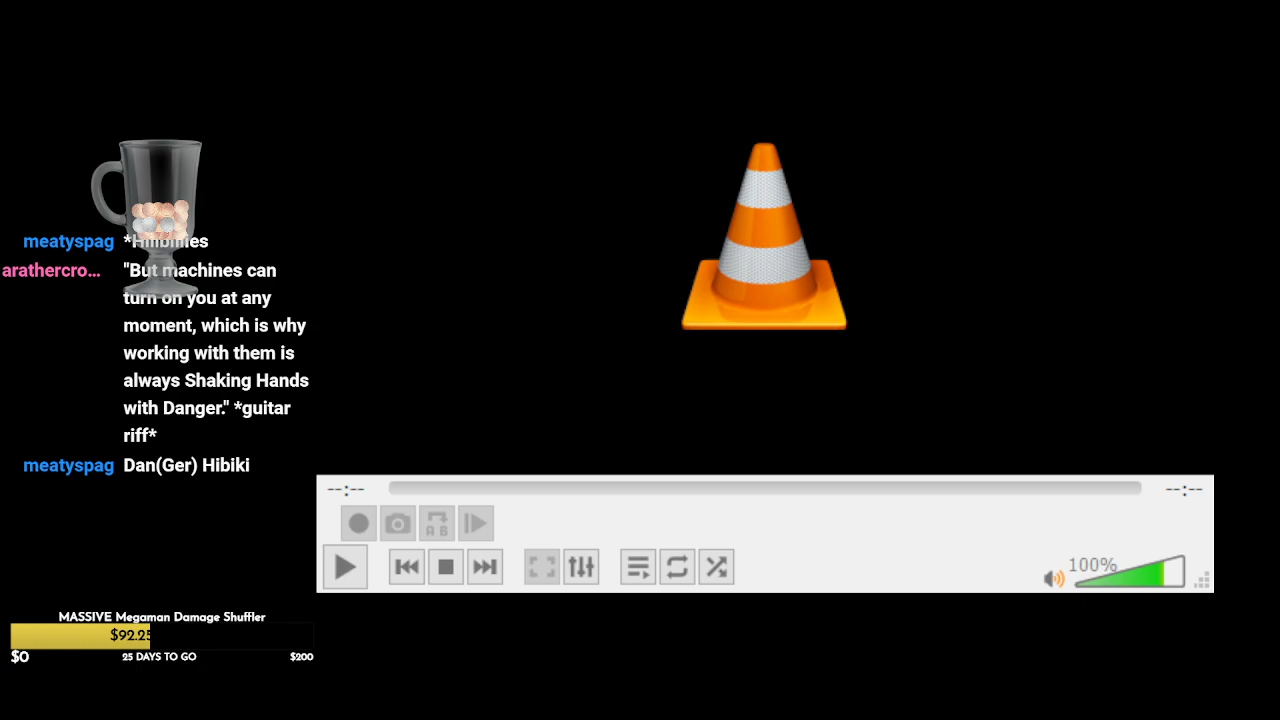 meatyspag *Hillbillies
arathercro... "But machines can
turn on you at any
moment, which is why
working with them is
always Shaking Hands
with Danger." *guitar
riff*
meatyspag Dan(Ger) Hibiki
--:-- --:--
A B
100%
MASSIVE Megaman Damage Shuffler
$92.25
$0 25 DAYS TO GO $200